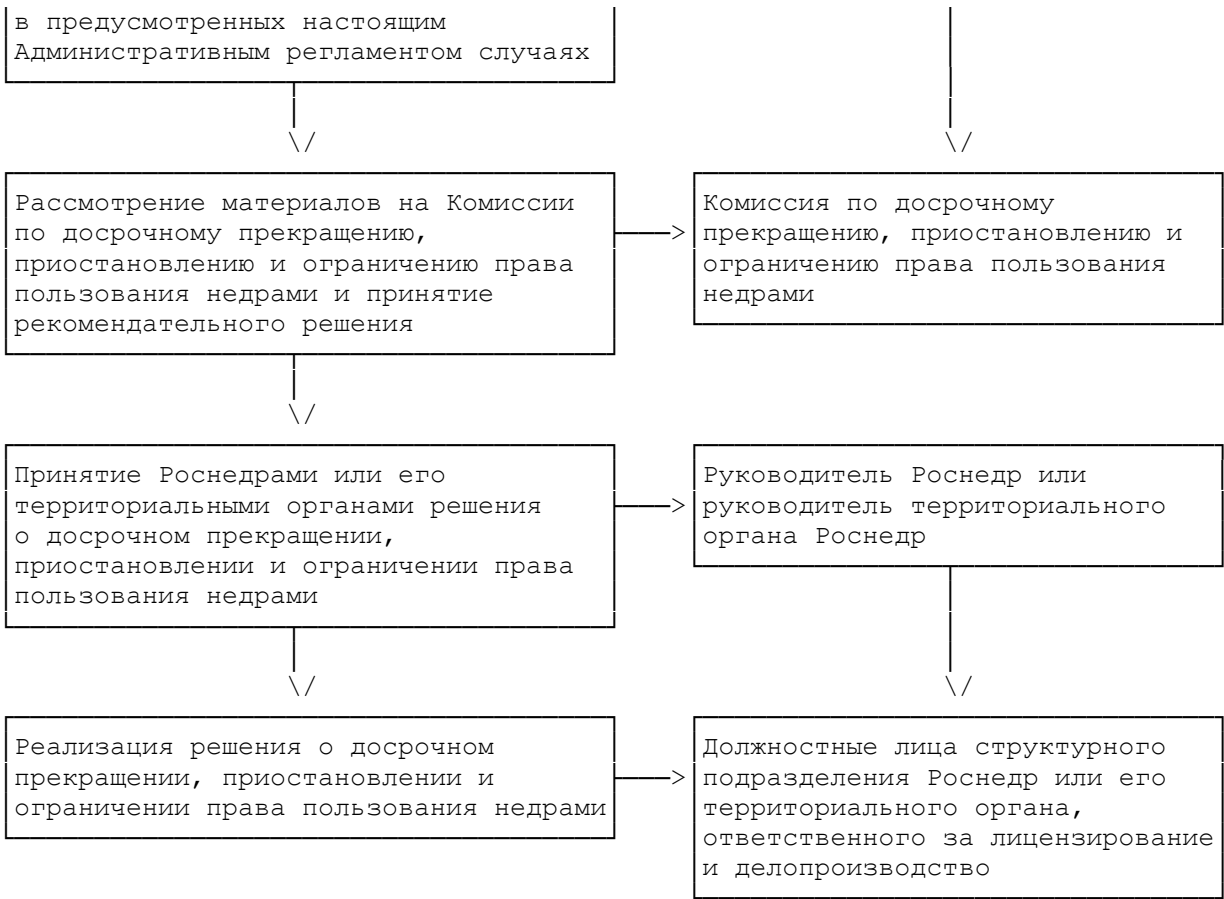 в предусмотренных настоящим
Административным регламентом случаях
Рассмотрение материалов на Комиссии
по досрочному прекращению,
приостановлению и ограничению права
пользования недрами и принятие
рекомендательного решения
Комиссия по досрочному
прекращению, приостановлению и
ограничению права пользования
недрами
Принятие Роснедрами или его
территориальными органами решения
о досрочном прекращении,
приостановлении и ограничении права
пользования недрами
Руководитель Роснедр или
руководитель территориального
органа Роснедр
Реализация решения о досрочном
прекращении, приостановлении и
ограничении права пользования недрами
Должностные лица структурного
подразделения Роснедр или его
территориального органа,
ответственного за лицензирование
и делопроизводство